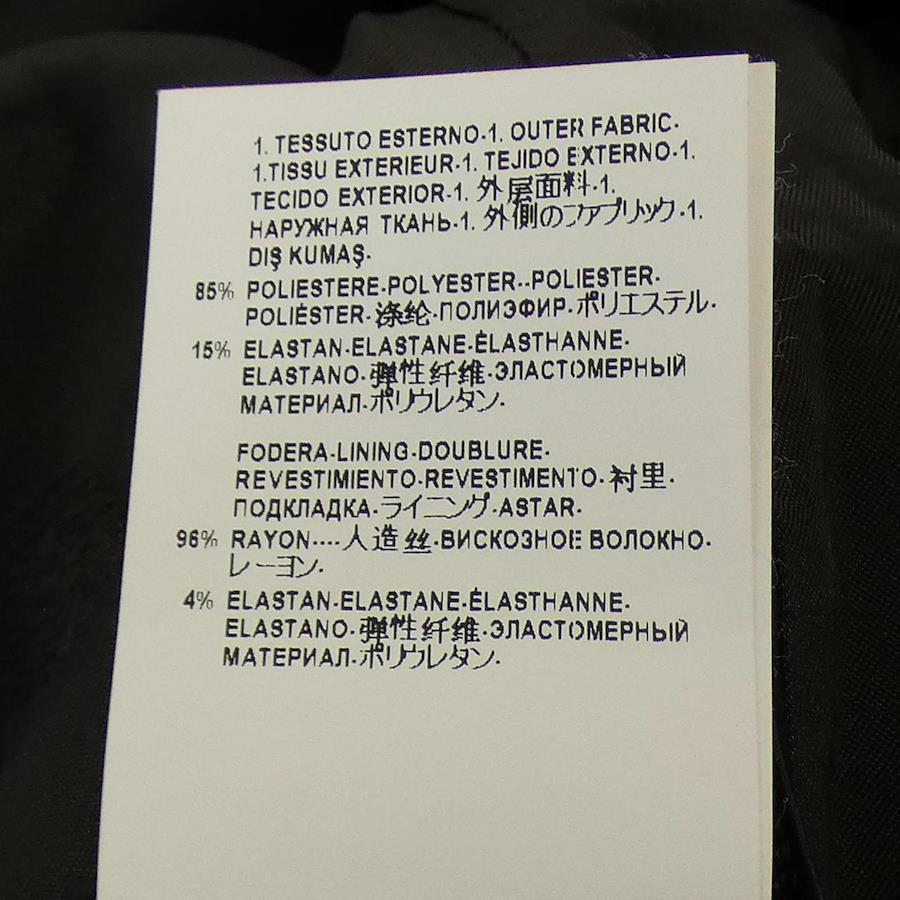 1. TESSUTO ESTERNO-1. OUTER FABRIC-
1.TISSU EXTERIEUR-1. TEJIDO EXTERNO-1.
TECIDO EXTERIOR-1. 外层面料-1.
НАРУЖНАЯ ТКАНЬ-1. 外側のファブリック-1.
DIŞ KUMAŞ-
85% POLIESTERE-POLYESTER--POLIESTER-
POLIÉSTER-涤纶-ПОЛИЭФИР-ポリエステル-
15% ELASTAN-ELASTANE-ÉLASTHANNE-
ELASTANO-弹性纤维-ЭЛАСТОМЕРНЫЙ
МАТЕРИАЛ-ポリウレタン-
FODERA-LINING-DOUBLURE-
REVESTIMIENTO-REVESTIMENTO-衬里-
ПОДКЛАДКА-ライニング-ASTAR-
96% RAYON----人造丝-ВИСКОЗНОЕ ВОЛОКНО-
レーヨン-
4% ELASTAN-ELASTANE-ÉLASTHANNE-
ELASTANO-弹性纤维-ЭЛАСТОМЕРНЫЙ
МАТЕРИАЛ-ポリウレタン-